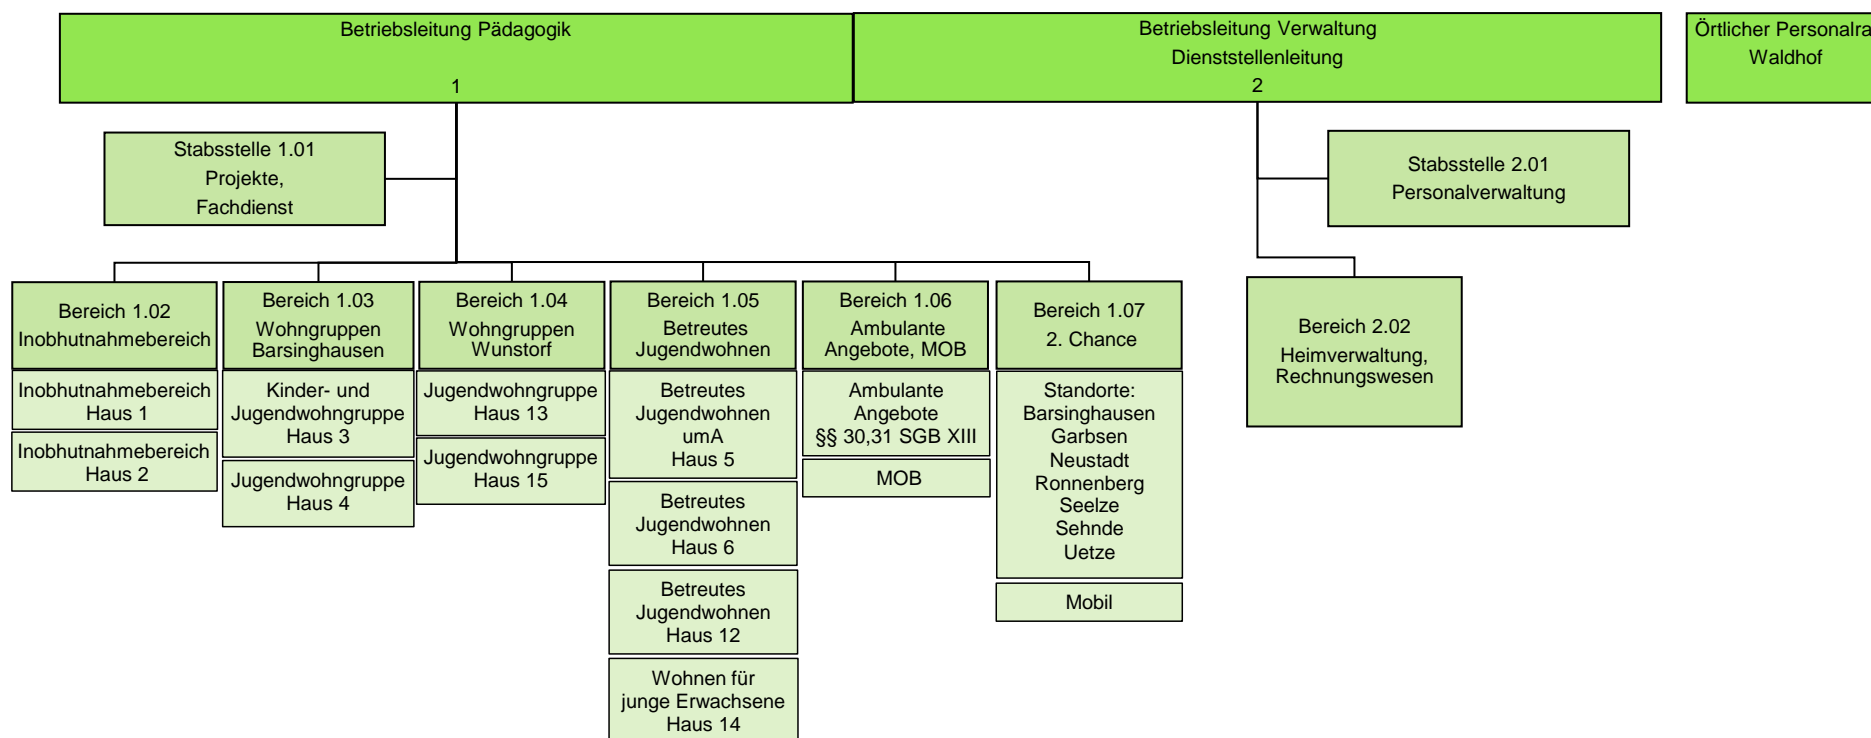 Betriebsleitung Pädagogik
1
Betriebsleitung Verwaltung
Dienststellenleitung
2
Örtlicher Personalra
Waldhof
Stabsstelle 1.01
Projekte,
Fachdienst
Stabsstelle 2.01
Personalverwaltung
Bereich 1.02
Inobhutnahmebereich
Inobhutnahmebereich
Haus 1
Inobhutnahmebereich
Haus 2
Bereich 1.03
Wohngruppen
Barsinghausen
Kinder- und
Jugendwohngruppe
Haus 3
Jugendwohngruppe
Haus 4
Bereich 1.04
Wohngruppen
Wunstorf
Jugendwohngruppe
Haus 13
Jugendwohngruppe
Haus 15
Bereich 1.05
Betreutes
Jugendwohnen
Betreutes
Jugendwohnen
umA
Haus 5
Betreutes
Jugendwohnen
Haus 6
Betreutes
Jugendwohnen
Haus 12
Wohnen für
junge Erwachsene
Haus 14
Bereich 1.06
Ambulante
Angebote, MOB
Ambulante
Angebote
§§ 30,31 SGB XIII
MOB
Bereich 1.07
2. Chance
Standorte:
Barsinghausen
Garbsen
Neustadt
Ronnenberg
Seelze
Sehnde
Uetze
Mobil
Bereich 2.02
Heimverwaltung,
Rechnungswesen